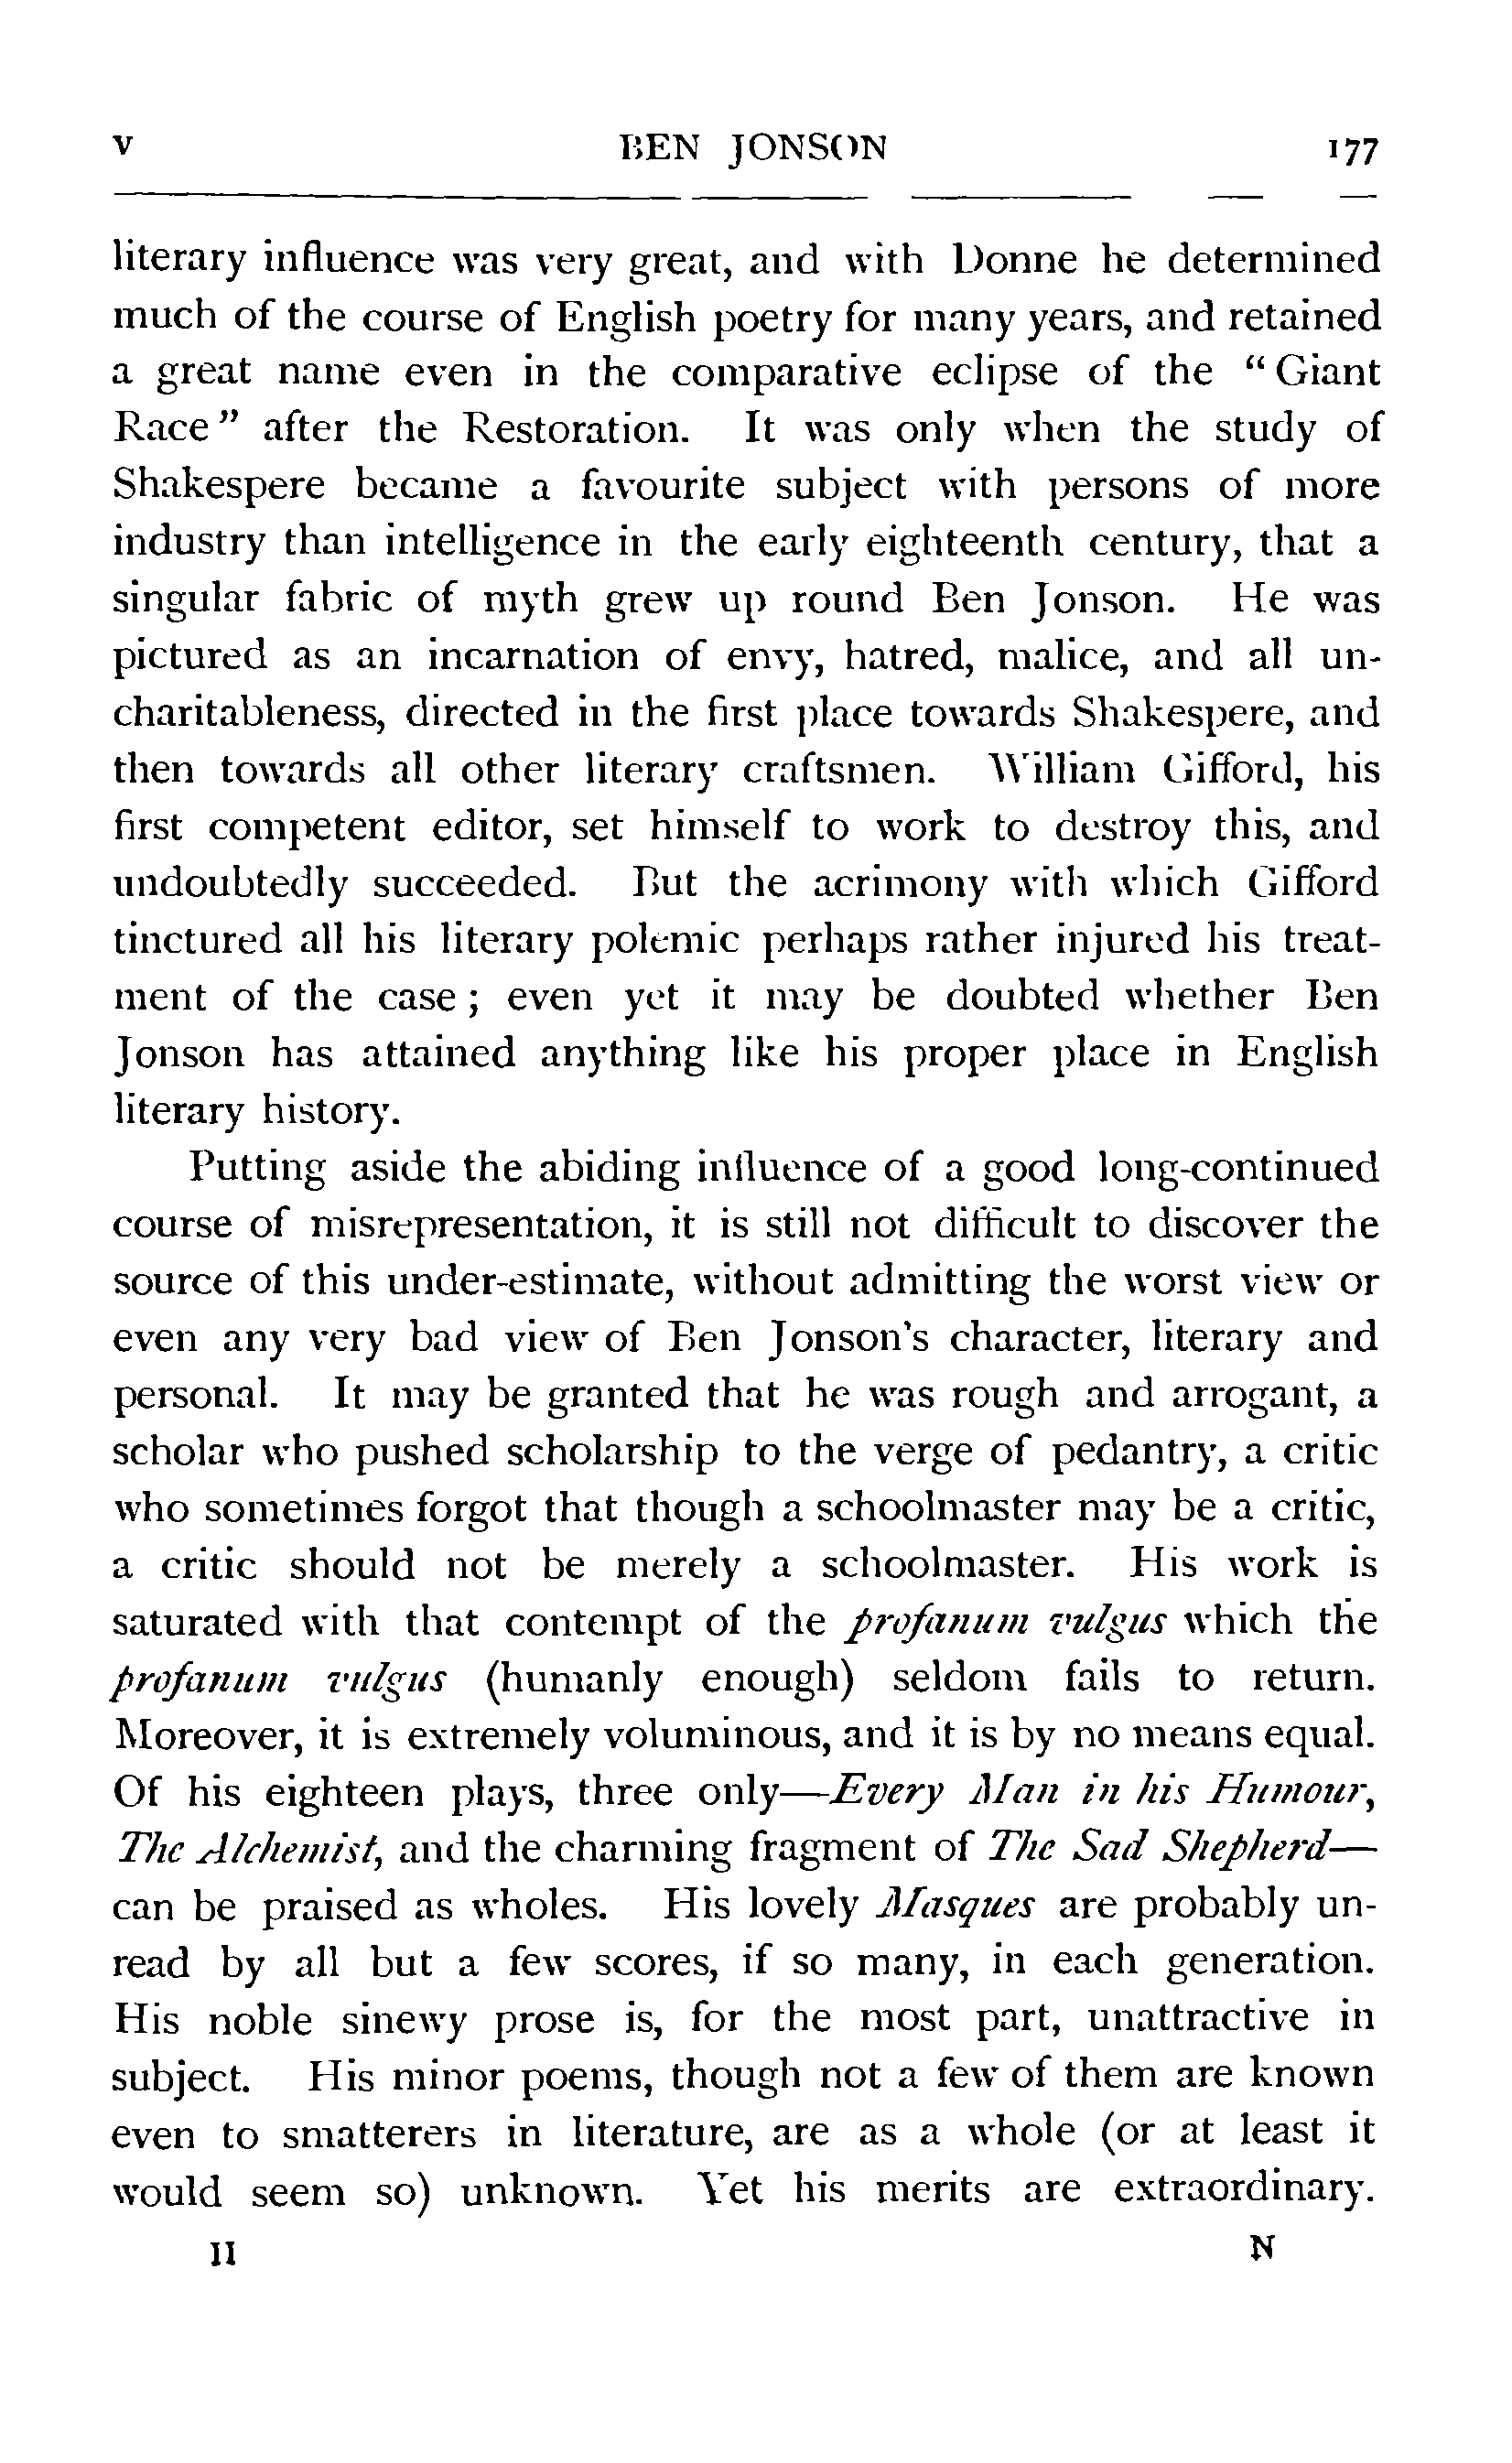 V BEN JONSON 177
literary influence was very great, and with Donne he determined
much of the course of English poetry for many years, and retained
a great name even in the comparative eclipse of the “Giant
Race” after the Restoration. It was only when the study of
Shakespere became a favourite subject with persons of more
industry than intelligence in the early eighteenth century, that a
singular fabric of myth grew up round Ben Jonson. He was
pictured as an incarnation of envy, hatred, malice, and all un-
charitableness, directed in the first place towards Shakespere, and
then towards all other literary craftsmen. William Gifford, his
first competent editor, set himself to work to destroy this, and
undoubtedly succeeded. But the acrimony with which Gifford
tinctured all his literary polemic perhaps rather injured his treat-
ment of the case; even yet it may be doubted whether Ben
Jonson has attained anything like his proper place in English
literary history.
Putting aside the abiding influence of a good long-continued
course of misrepresentation, it is still not difficult to discover the
source of this under-estimate, without admitting the worst view or
even any very bad view of Ben Jonson's character, literary and
personal. It may be granted that he was rough and arrogant, a
scholar who pushed scholarship to the verge of pedantry, a critic
who sometimes forgot that though a schoolmaster may be a critic,
a critic should not be merely a schoolmaster. His work is
saturated with that contempt of the profanum vulgus which the
profanum vulgus (humanly enough) seldom fails to return.
Moreover, it is extremely voluminous, and it is by no means equal.
Of his eighteen plays, three only—Every Man in his Humour,
The Alchemist, and the charming fragment of The Sad Shepherd—
can be praised as wholes. His lovely Masques are probably un-
read by all but a few scores, if so many, in each generation.
His noble sinewy prose is, for the most part, unattractive in
subject. His minor poems, though not a few of them are known
even to smatterers in literature, are as a whole (or at least it
would seem so) unknown. Yet his merits are extraordinary.
II N